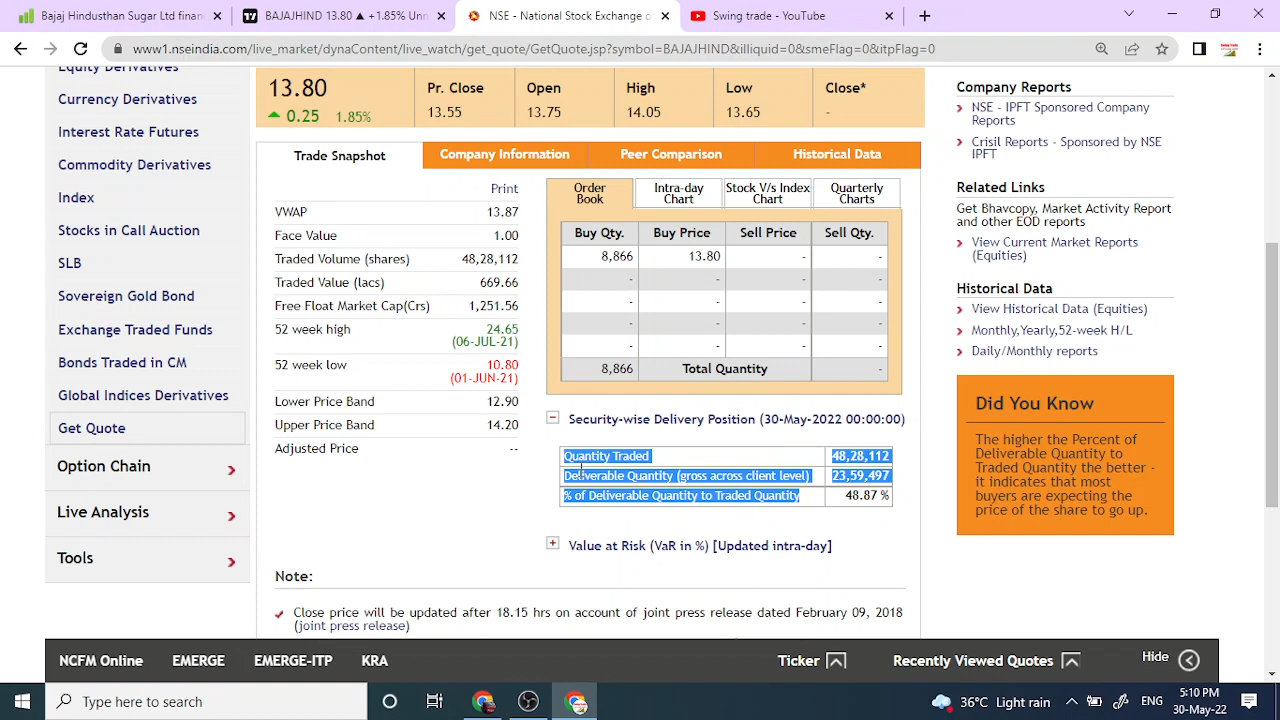 Bajaj Hindusthan Sugar Ltd financ
BAJAJHIND 13.80 ▲ +1.85% Unn
NSE - National Stock Exchange o
Swing trade - YouTube
www1.nseindia.com/live_market/dynaContent/live_watch/get_quote/GetQuote.jsp?symbol=BAJAJHIND&illiquid=0&smeFlag=0&itpFlag=0
Equity Derivatives
Currency Derivatives
Interest Rate Futures
Commodity Derivatives
Index
Stocks in Call Auction
SLB
Sovereign Gold Bond
Exchange Traded Funds
Bonds Traded in CM
Global Indices Derivatives
Get Quote
Option Chain
Live Analysis
Tools
13.80
0.25 1.85%
Pr. Close Open High Low Close*
13.55 13.75 14.05 13.65 -
Trade Snapshot Company Information Peer Comparison Historical Data
Print
VWAP 13.87
Face Value 1.00
Traded Volume (shares) 48,28,112
Traded Value (lacs) 669.66
Free Float Market Cap(Crs) 1,251.56
52 week high 24.65
(06-JUL-21)
52 week low 10.80
(01-JUN-21)
Lower Price Band 12.90
Upper Price Band 14.20
Adjusted Price --
Order Book
Intra-day Chart
Stock V/s Index Chart
Quarterly Charts
Buy Qty. Buy Price Sell Price Sell Qty.
8,866 13.80 - -
- - - -
- - - -
- - - -
- - - -
8,866 Total Quantity -
Security-wise Delivery Position (30-May-2022 00:00:00)
Quantity Traded 48,28,112
Deliverable Quantity (gross across client level) 23,59,497
% of Deliverable Quantity to Traded Quantity 48.87 %
Value at Risk (VaR in %) [Updated intra-day]
Note:
Close price will be updated after 18.15 hrs on account of joint press release dated February 09, 2018
(joint press release)
Company Reports
NSE - IPFT Sponsored Company
Reports
Crisil Reports - Sponsored by NSE
IPFT
Related Links
Get Bhavcopy, Market Activity Report
and other EOD reports
View Current Market Reports
(Equities)
Historical Data
View Historical Data (Equities)
Monthly,Yearly,52-week H/L
Daily/Monthly reports
Did You Know
The higher the Percent of
Deliverable Quantity to
Traded Quantity the better -
it indicates that most
buyers are expecting the
price of the share to go up.
NCFM Online EMERGE EMERGE-ITP KRA Ticker Recently Viewed Quotes Hide
Type here to search
36°C Light rain
ENG
5:10 PM
30-May-22